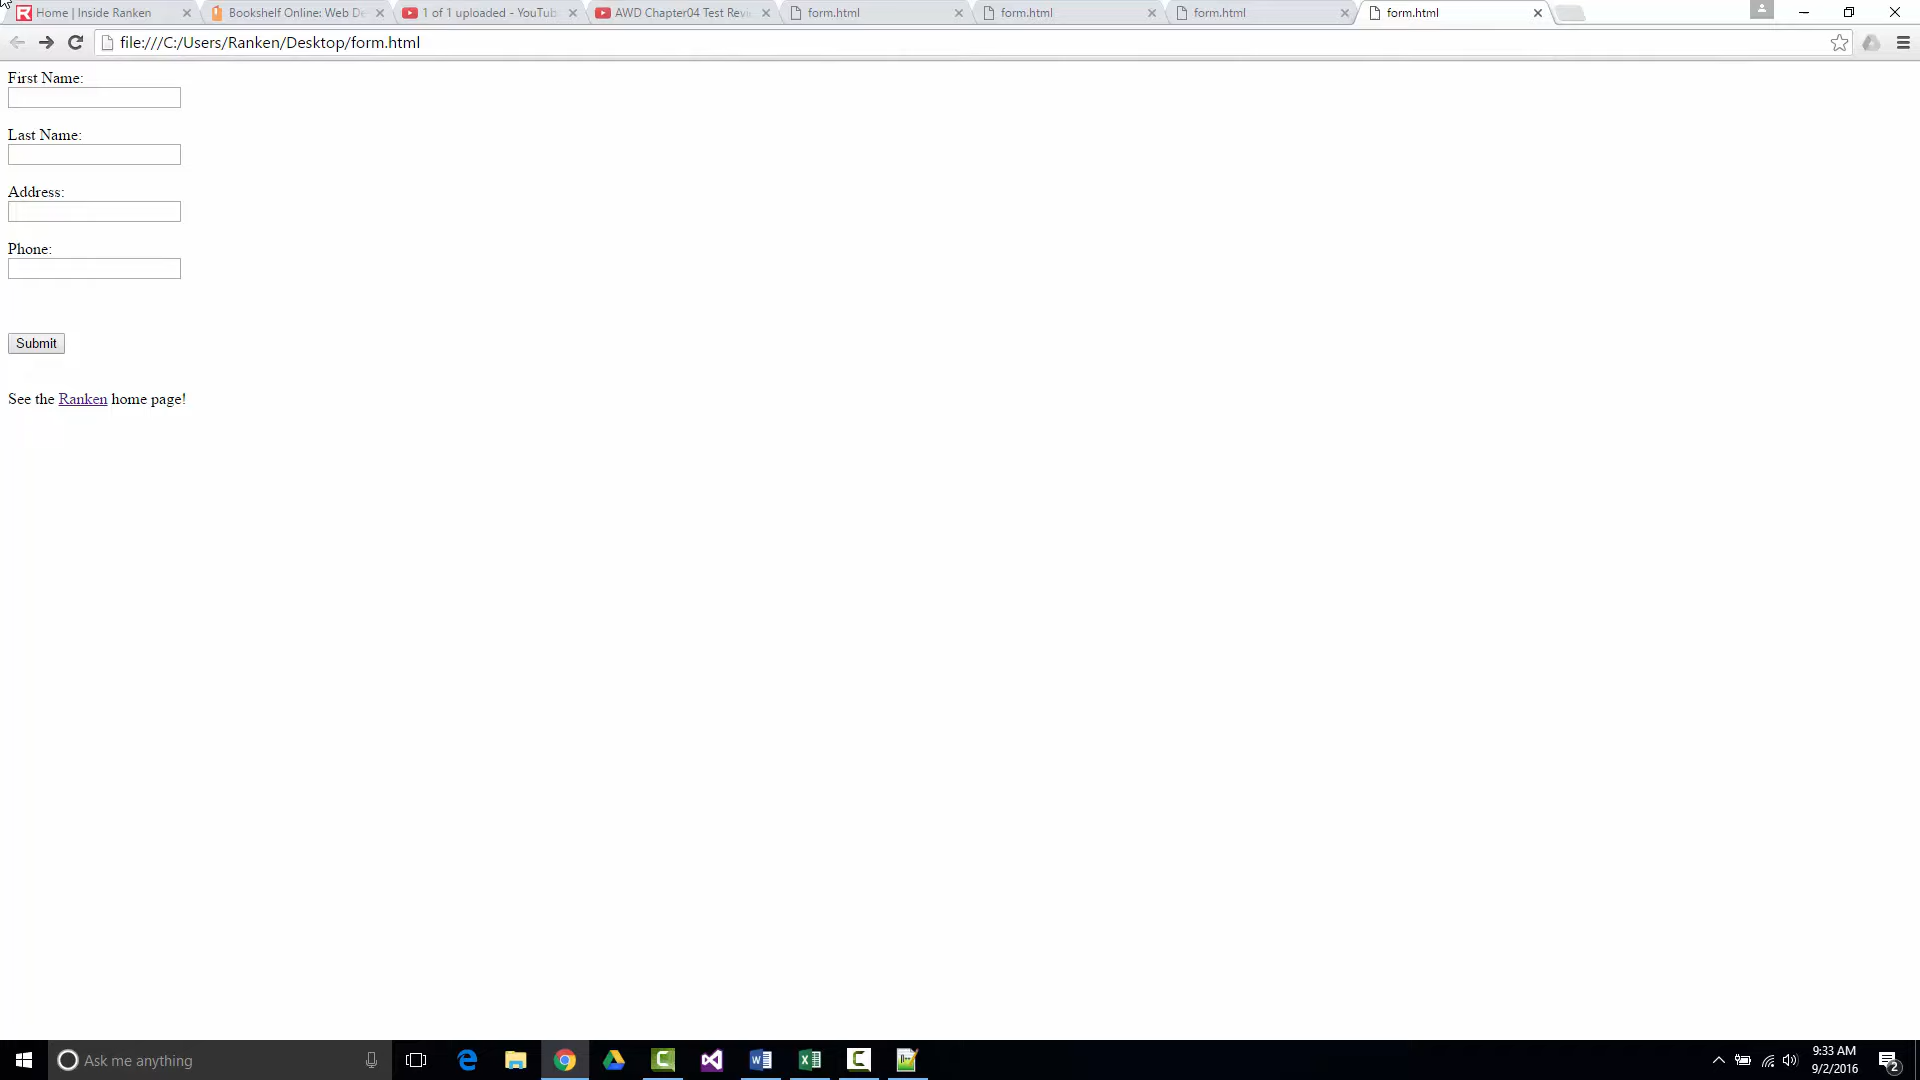 Home | Inside Ranken
Bookshelf Online: Web De
1 of 1 uploaded - YouTub
AWD Chapter04 Test Revi
form.html
form.html
form.html
form.html
file:///C:/Users/Ranken/Desktop/form.html
First Name:
Last Name:
Address:
Phone:
Submit
See the Ranken home page!
Ask me anything
9:33 AM
9/2/2016
2